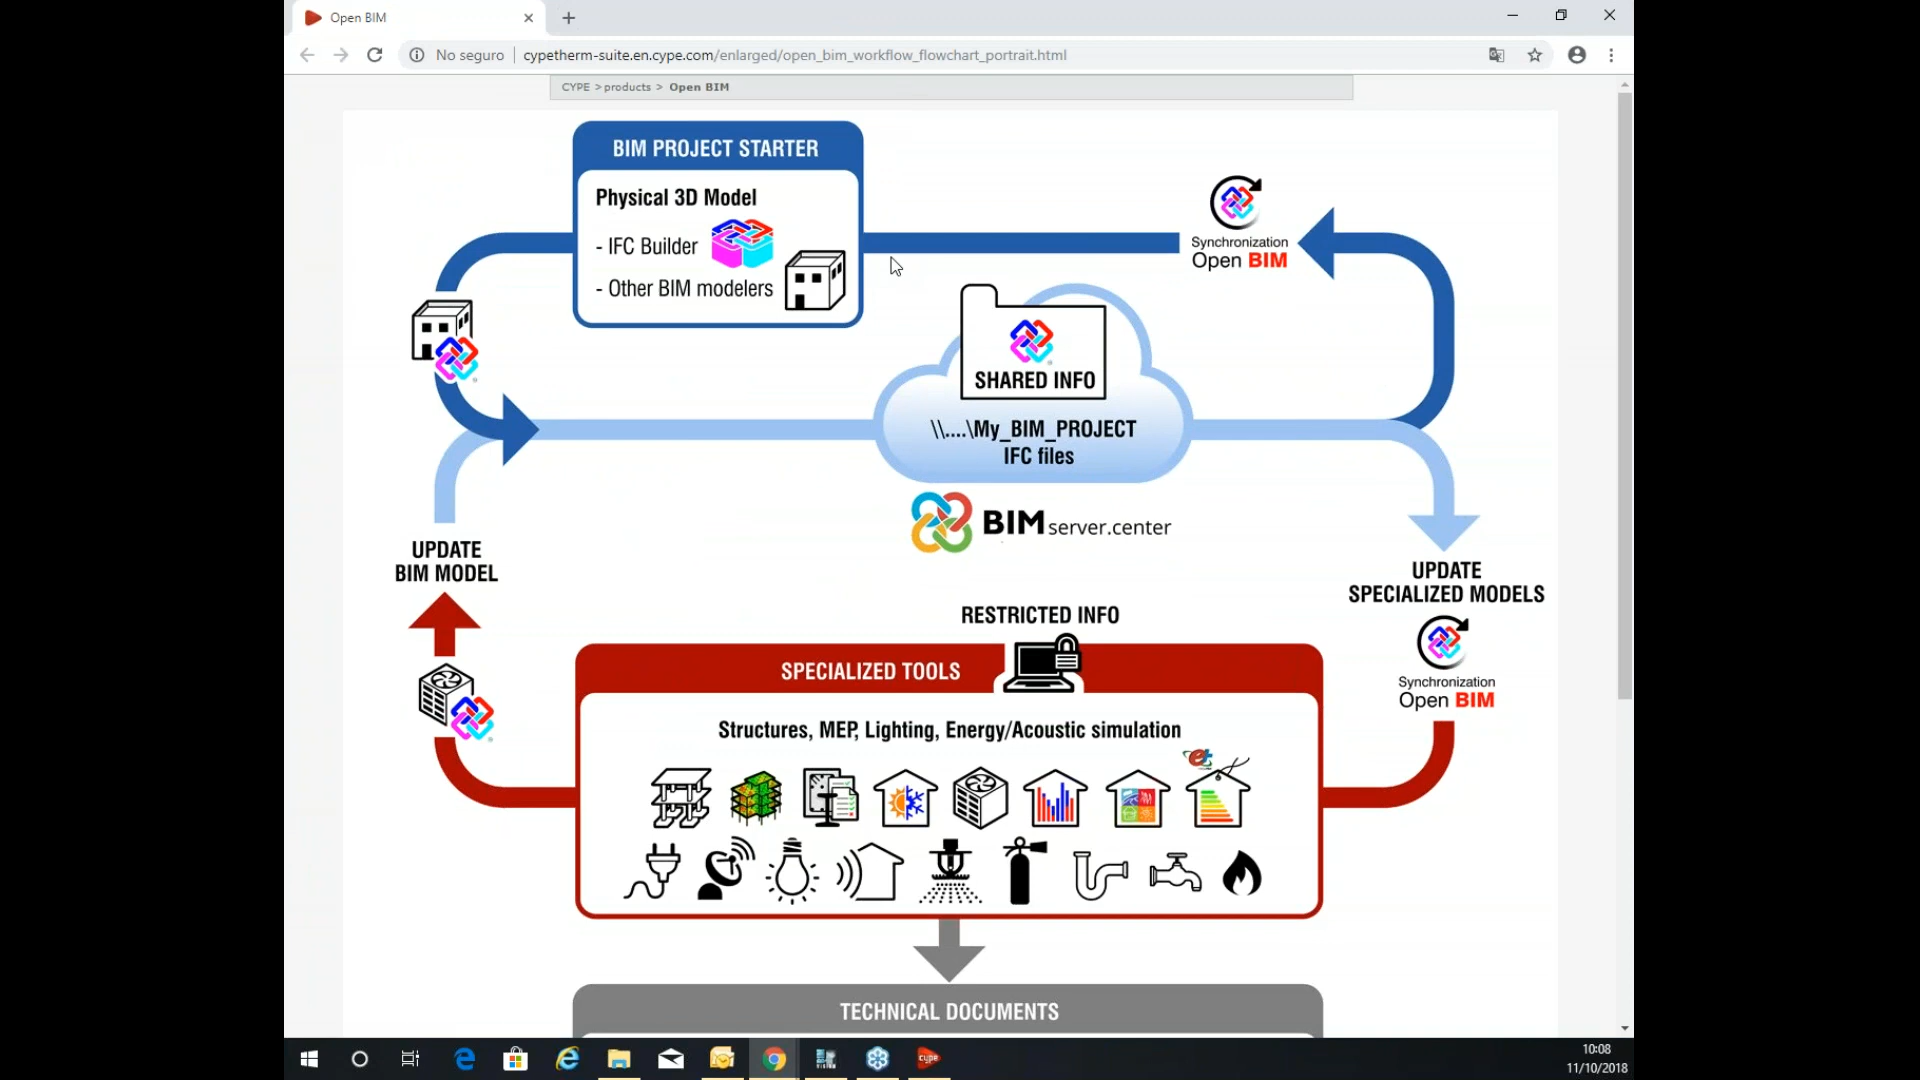 Open BIM
No seguro
cypetherm-suite.en.cype.com/enlarged/open_bim_workflow_flowchart_portrait.html
CYPE > products > Open BIM
BIM PROJECT STARTER
Physical 3D Model
- IFC Builder
- Other BIM modelers
Synchronization
Open BIM
SHARED INFO
\\....\My_BIM_PROJECT
IFC files
BIMserver.center
UPDATE
BIM MODEL
UPDATE
SPECIALIZED MODELS
Synchronization
Open BIM
RESTRICTED INFO
SPECIALIZED TOOLS
Structures, MEP, Lighting, Energy/Acoustic simulation
et
TECHNICAL DOCUMENTS
cype
10:08
11/10/2018